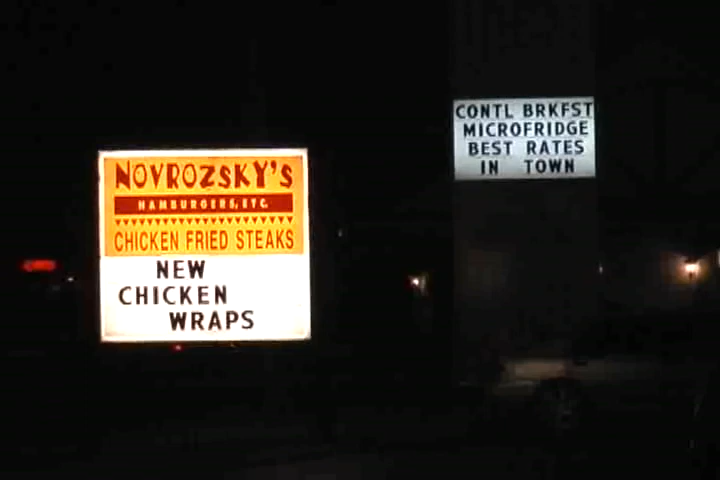 NOVROZSKY'S
HAMBURGERS, ETC.
CHICKEN FRIED STEAKS
NEW
CHICKEN
WRAPS
CONTL BRKFST
MICROFRIDGE
BEST RATES
IN TOWN